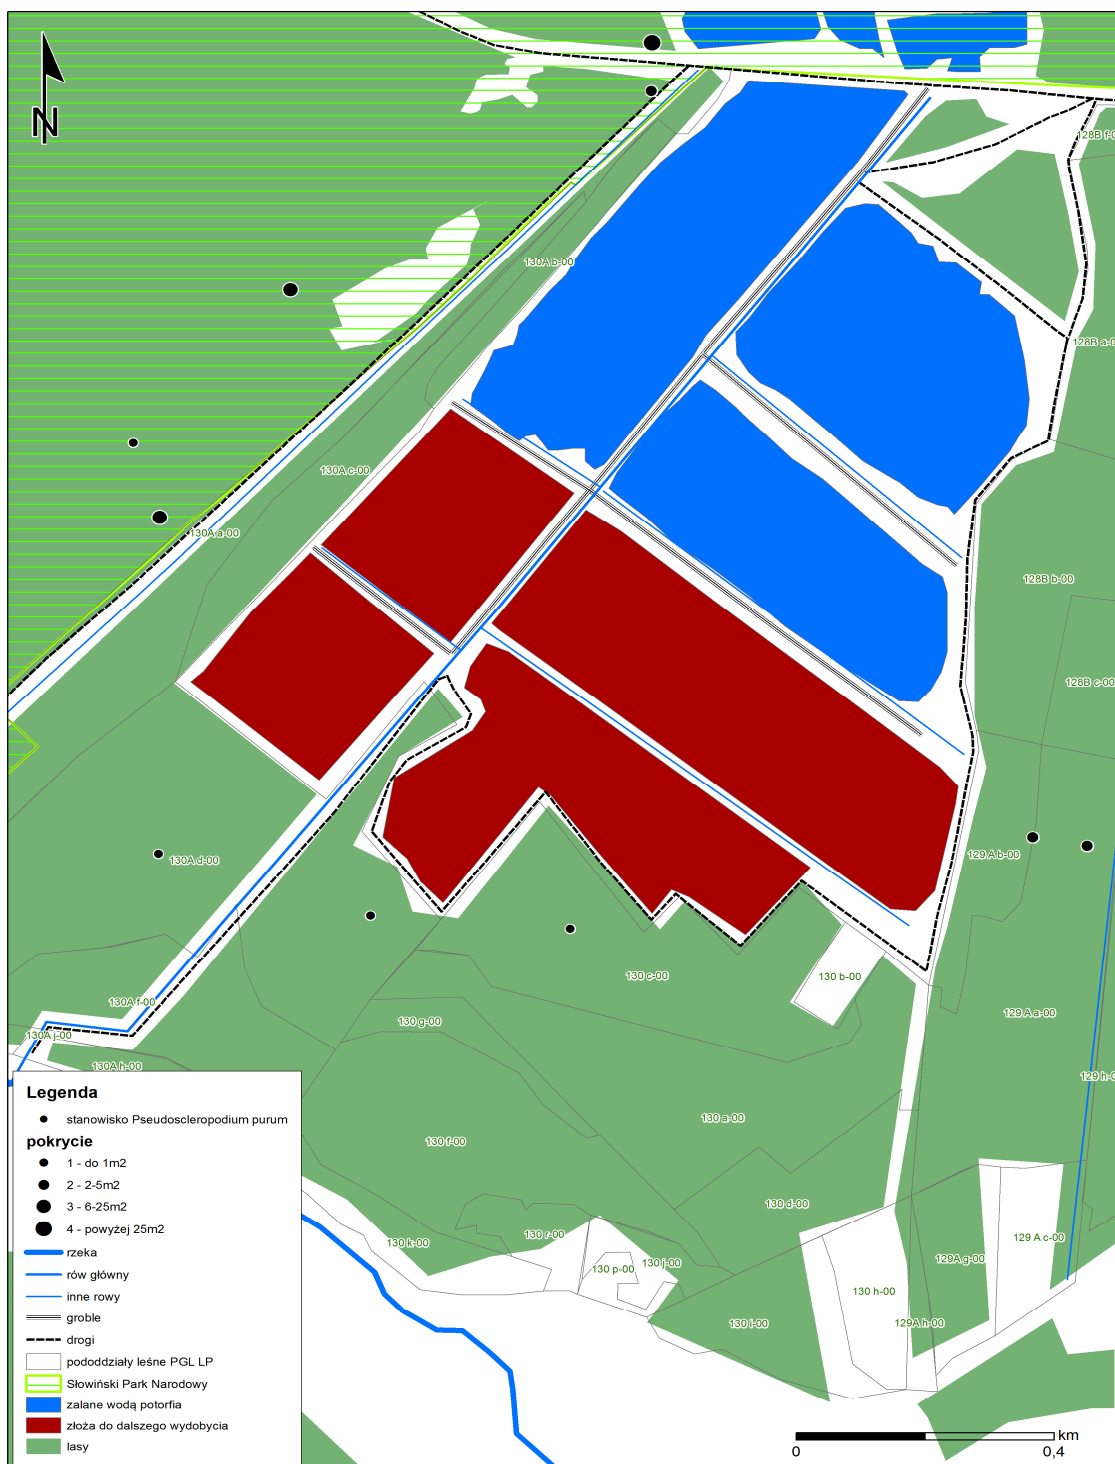 N
128B f-0
130A b-00
128B a-0
130A c-00
130A a-00
128B b-00
128B c-00
129 A b-00
130A d-00
130 c-00
130 b-00
130A f-00
130 g-00
129 A a-00
130A j-00
130A h-00
129 h-0
130 a-00
130 f-00
130 d-00
130 r-00
130 k-00
129 A c-00
129A g-00
130 j-00
130 p-00
130 h-00
130 i-00
129A h-00
Legenda
stanowisko Pseudoscleropodium purum
pokrycie
1 - do 1m2
2 - 2-5m2
3 - 6-25m2
4 - powyżej 25m2
rzeka
rów główny
inne rowy
groble
drogi
pododdziały leśne PGL LP
Słowiński Park Narodowy
zalane wodą potorfia
złoża do dalszego wydobycia
lasy
km
0 0,4